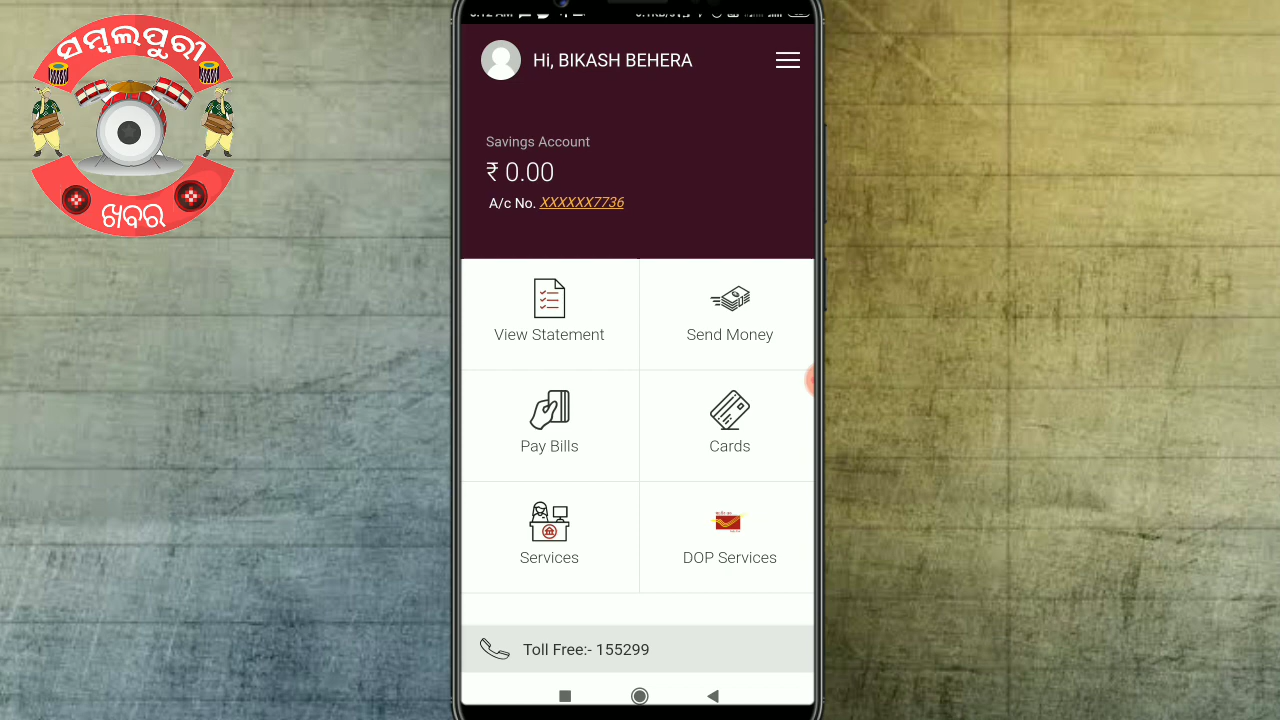 ସମ୍ବଲପୁରୀ
ଖବର
Hi, BIKASH BEHERA
Savings Account
₹ 0.00
A/c No. XXXXXX7736
View Statement
Send Money
Pay Bills
Cards
Services
DOP Services
Toll Free:- 155299